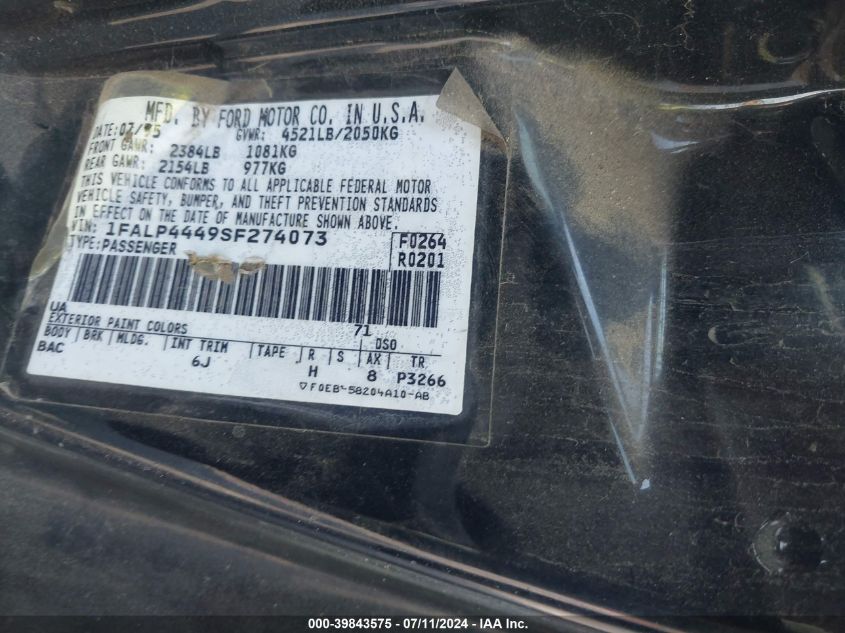 MFD. BY FORD MOTOR CO. IN U.S.A.
DATE: 07/95 GVWR: 4521LB/2050KG
FRONT GAWR: 2384LB 1081KG
REAR GAWR: 2154LB 977KG
THIS VEHICLE CONFORMS TO ALL APPLICABLE FEDERAL MOTOR
VEHICLE SAFETY, BUMPER, AND THEFT PREVENTION STANDARDS
IN EFFECT ON THE DATE OF MANUFACTURE SHOWN ABOVE.
VIN: 1FALP4449SF274073 F0264
TYPE: PASSENGER R0201
UA 71
EXTERIOR PAINT COLORS DSO
BODY BRK MLDG. INT TRIM TAPE R S AX TR
BAC 6J H 8 P3266
F0EB-58204A10-AB
000-39843575 / 07/11/2024 - IAA Inc.